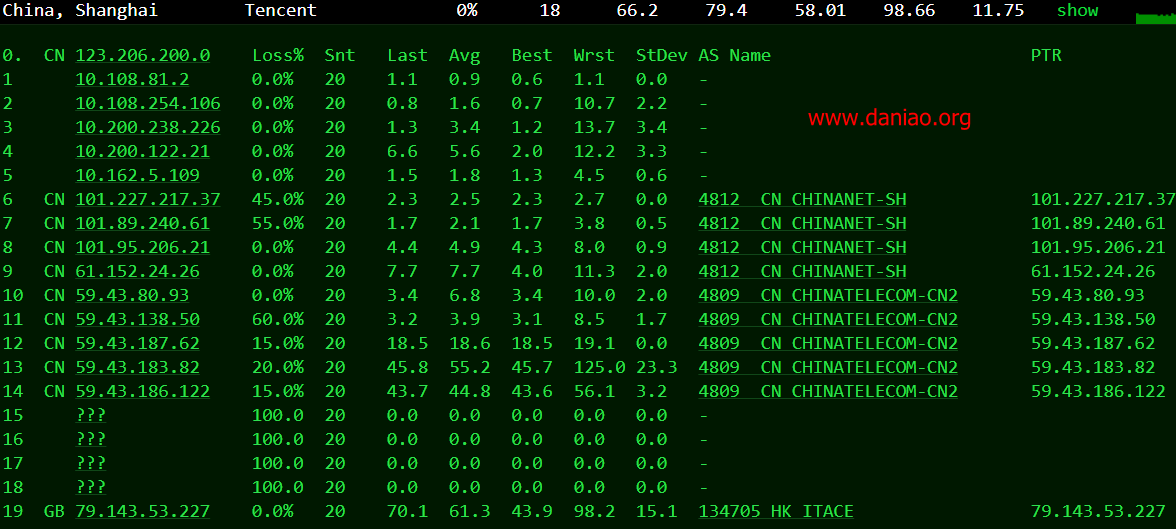 China, Shanghai Tencent 0% 18 66.2 79.4 58.01 98.66 11.75 show
0. CN 123.206.200.0 Loss% Snt Last Avg Best Wrst StDev AS Name PTR
1 10.108.81.2 0.0% 20 1.1 0.9 0.6 1.1 0.0 -
2 10.108.254.106 0.0% 20 0.8 1.6 0.7 10.7 2.2 -
www.daniao.org
3 10.200.238.226 0.0% 20 1.3 3.4 1.2 13.7 3.4 -
4 10.200.122.21 0.0% 20 6.6 5.6 2.0 12.2 3.3 -
5 10.162.5.109 0.0% 20 1.5 1.8 1.3 4.5 0.6 -
6 CN 101.227.217.37 45.0% 20 2.3 2.5 2.3 2.7 0.0 4812 CN CHINANET-SH 101.227.217.37
7 CN 101.89.240.61 55.0% 20 1.7 2.1 1.7 3.8 0.5 4812 CN CHINANET-SH 101.89.240.61
8 CN 101.95.206.21 0.0% 20 4.4 4.9 4.3 8.0 0.9 4812 CN CHINANET-SH 101.95.206.21
9 CN 61.152.24.26 0.0% 20 7.7 7.7 4.0 11.3 2.0 4812 CN CHINANET-SH 61.152.24.26
10 CN 59.43.80.93 0.0% 20 3.4 6.8 3.4 10.0 2.0 4809 CN CHINATELECOM-CN2 59.43.80.93
11 CN 59.43.138.50 60.0% 20 3.2 3.9 3.1 8.5 1.7 4809 CN CHINATELECOM-CN2 59.43.138.50
12 CN 59.43.187.62 15.0% 20 18.5 18.6 18.5 19.1 0.0 4809 CN CHINATELECOM-CN2 59.43.187.62
13 CN 59.43.183.82 20.0% 20 45.8 55.2 45.7 125.0 23.3 4809 CN CHINATELECOM-CN2 59.43.183.82
14 CN 59.43.186.122 15.0% 20 43.7 44.8 43.6 56.1 3.2 4809 CN CHINATELECOM-CN2 59.43.186.122
15 ??? 100.0 20 0.0 0.0 0.0 0.0 0.0 -
16 ??? 100.0 20 0.0 0.0 0.0 0.0 0.0 -
17 ??? 100.0 20 0.0 0.0 0.0 0.0 0.0 -
18 ??? 100.0 20 0.0 0.0 0.0 0.0 0.0 -
19 GB 79.143.53.227 0.0% 20 70.1 61.3 43.9 98.2 15.1 134705 HK ITACE 79.143.53.227